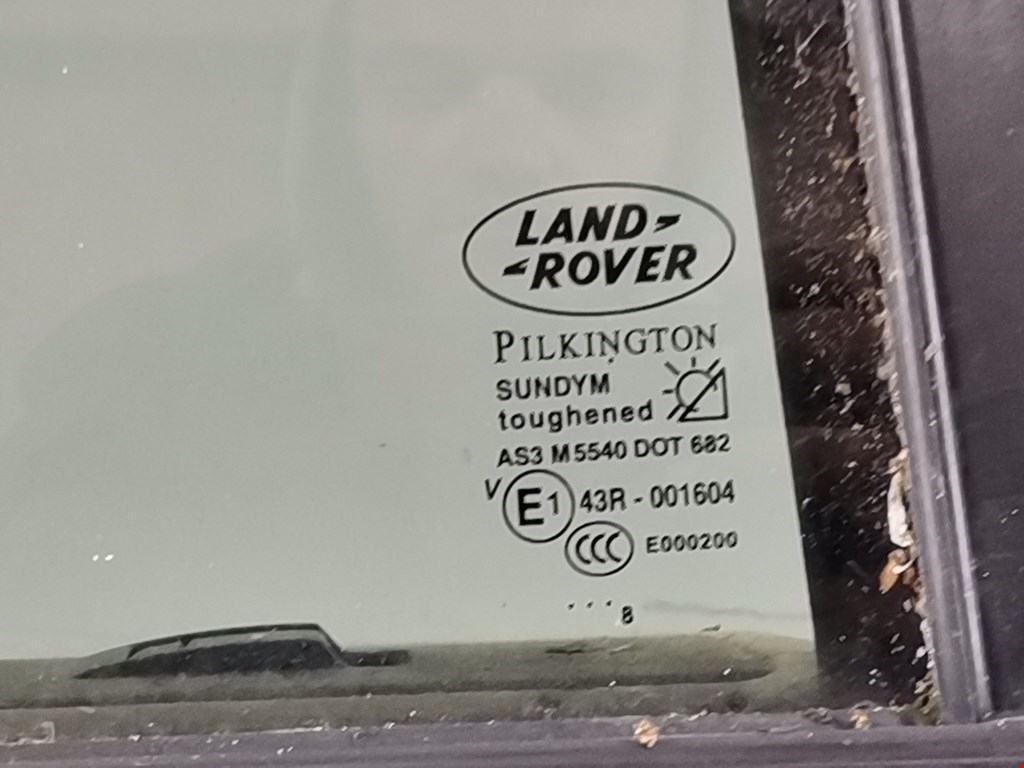 LAND
ROVER
PILKINGTON
SUNDYM
toughened
AS3 M5540 DOT 682
V E1 43R - 001604
CCC E000200
... 8